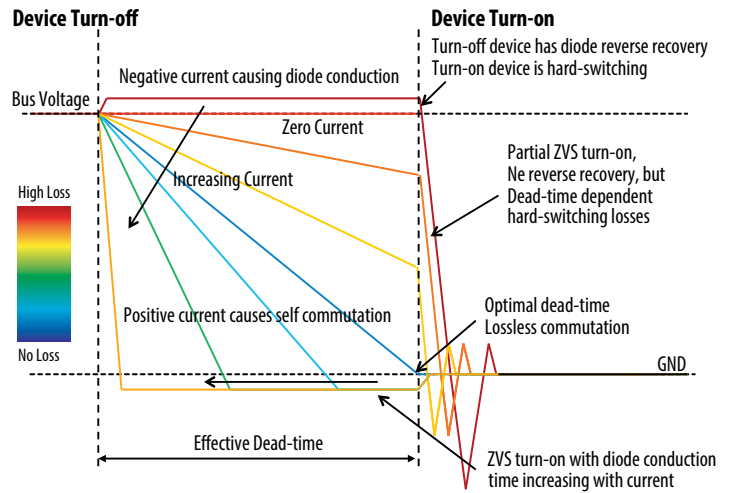 Device Turn-off
Device Turn-on
Turn-off device has diode reverse recovery
Turn-on device is hard-switching
Negative current causing diode conduction
Bus Voltage
Zero Current
Partial ZVS turn-on,
Ne reverse recovery, but
Dead-time dependent
hard-switching losses
Increasing Current
High Loss
No Loss
Positive current causes self commutation
Optimal dead-time
Lossless commutation
GND
Effective Dead-time
ZVS turn-on with diode conduction
time increasing with current